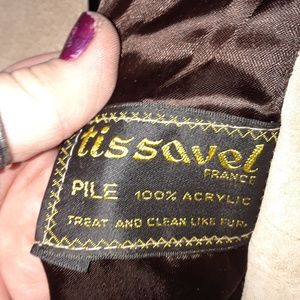 tissavel
FRANCE
PILE 100% ACRYLIC
TREAT AND CLEAN LIKE FUR.